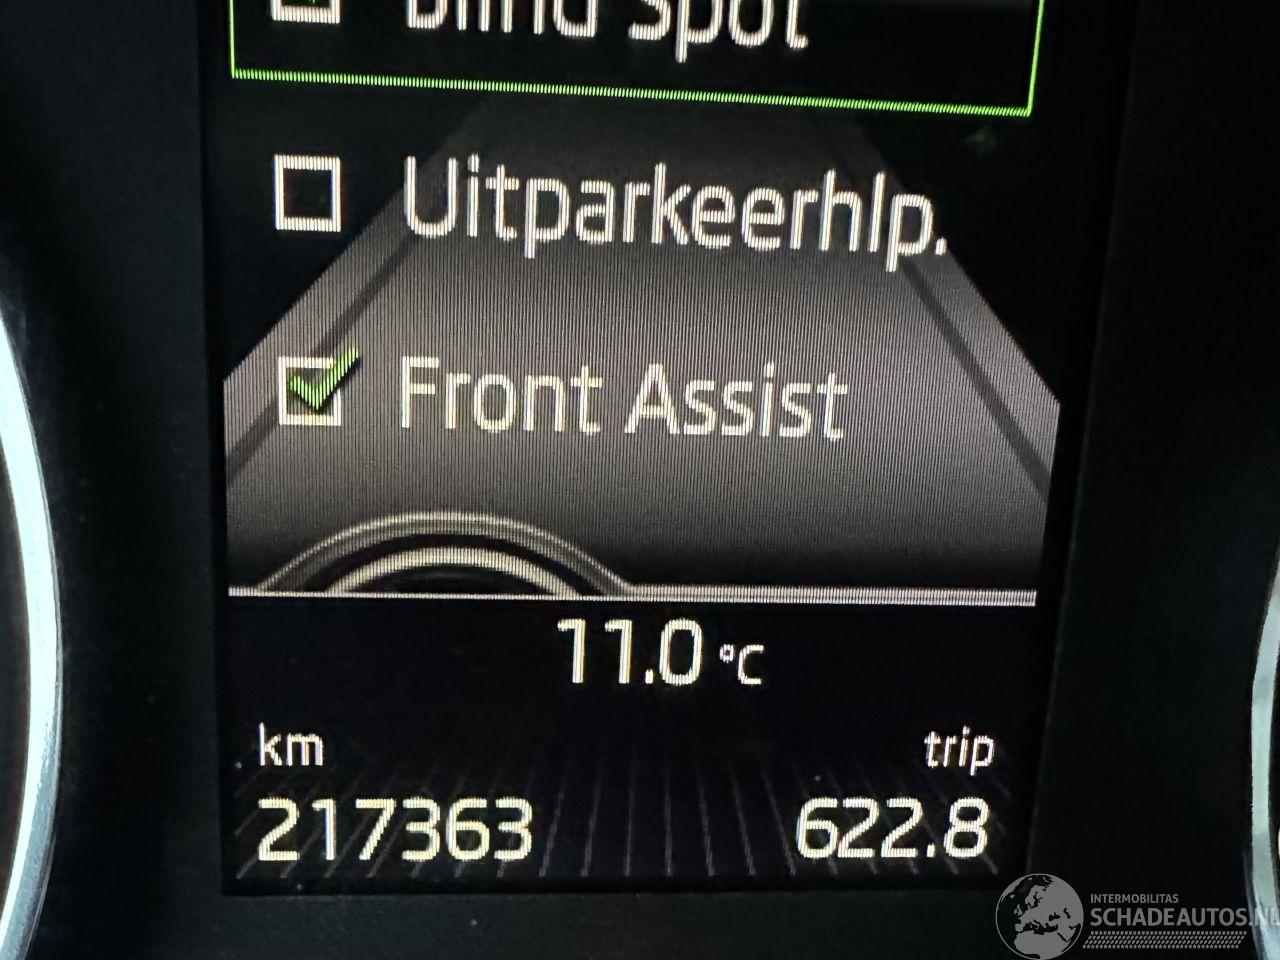 Blind Spot
Uitparkeerhlp.
Front Assist
11.0 °C
km
trip
217363
622.8
INTERMOBILITAS
SCHADEAUTOS.NL